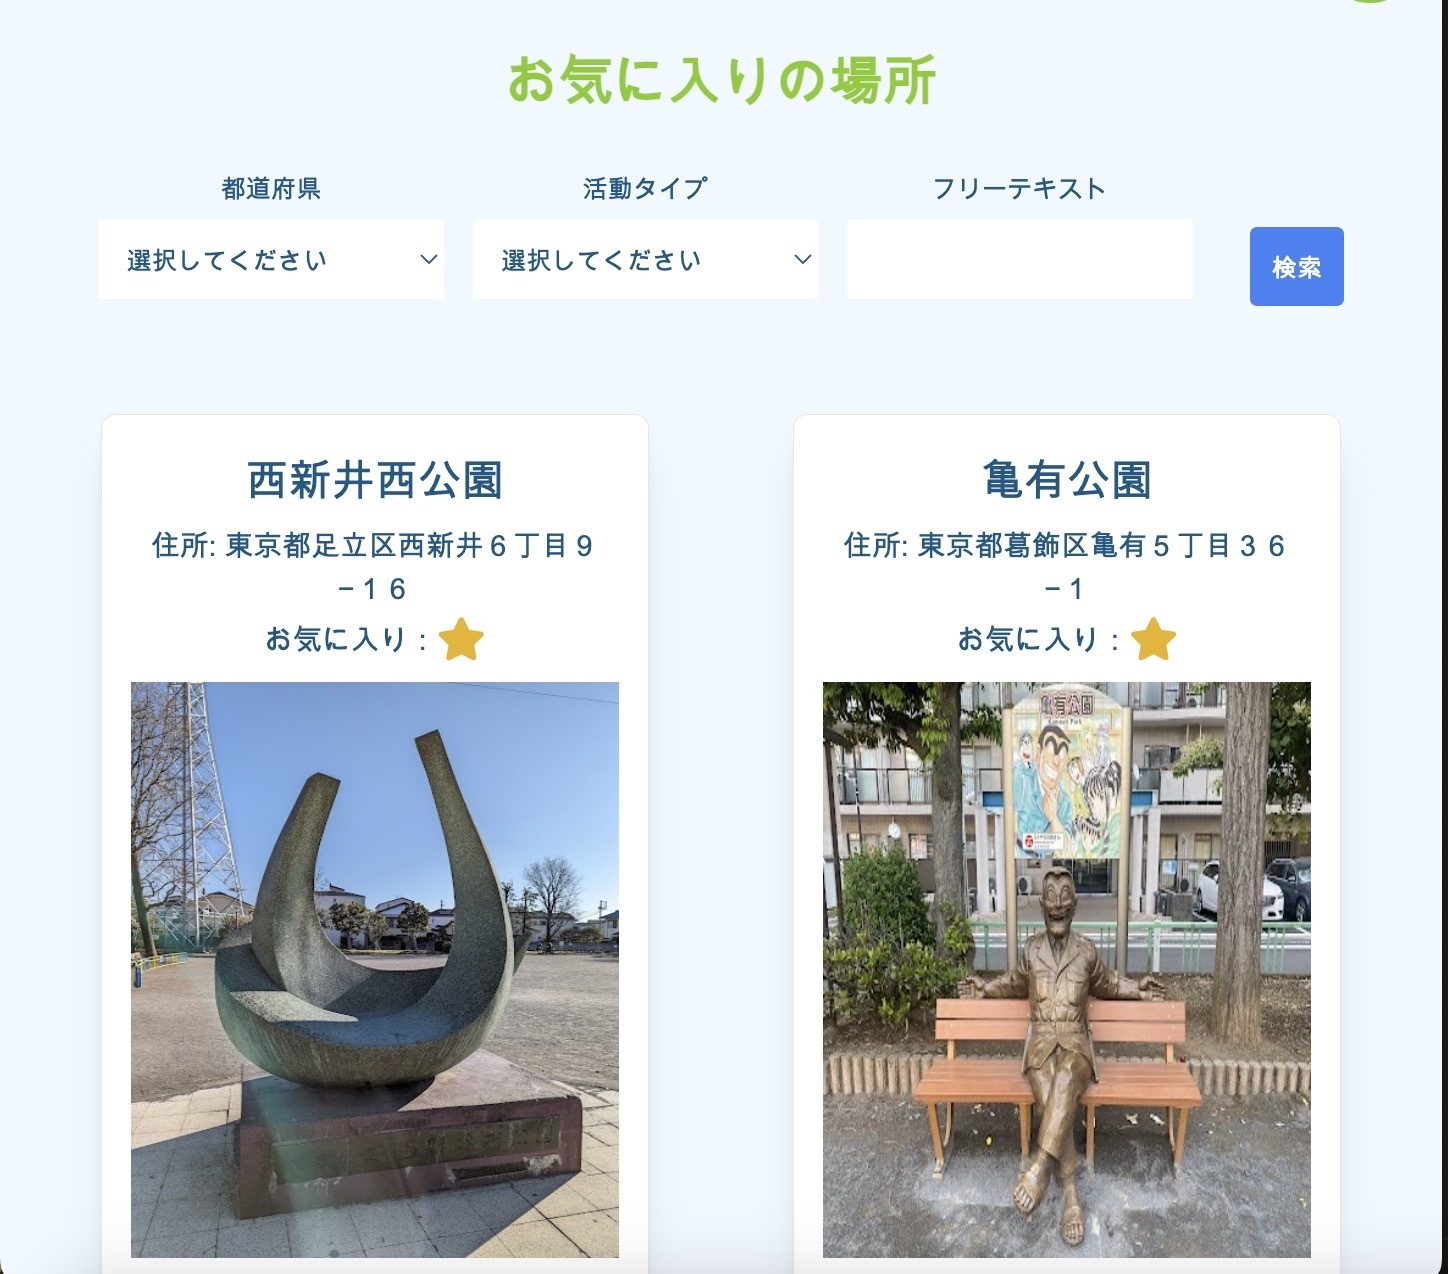 お気に入りの場所
都道府県
活動タイプ
フリーテキスト
選択してください
選択してください
検索
西新井西公園
住所: 東京都足立区西新井６丁目９
−１６
お気に入り：
亀有公園
住所: 東京都葛飾区亀有５丁目３６
−１
お気に入り：
亀有公園
Kameari Park